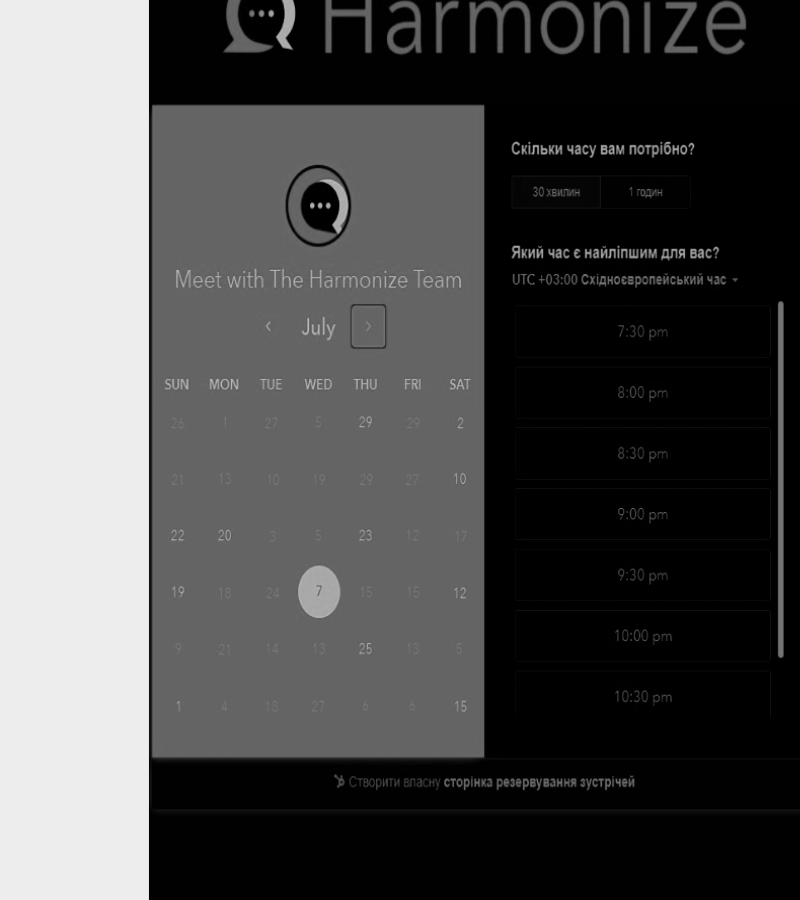 Harmonize
Meet with The Harmonize Team
July
SUN MON TUE WED THU FRI SAT
26 1 27 5 29 29 2
21 13 10 19 29 27 10
22 20 3 5 23 12 17
19 18 24 7 15 15 12
9 21 14 13 25 13 5
1 4 18 27 6 6 15
Скільки часу вам потрібно?
30 хвилин 1 годин
Який час є найліпшим для вас?
UTC +03:00 Східноєвропейський час
7:30 pm
8:00 pm
8:30 pm
9:00 pm
9:30 pm
10:00 pm
10:30 pm
Створити власну сторінка резервування зустрічей